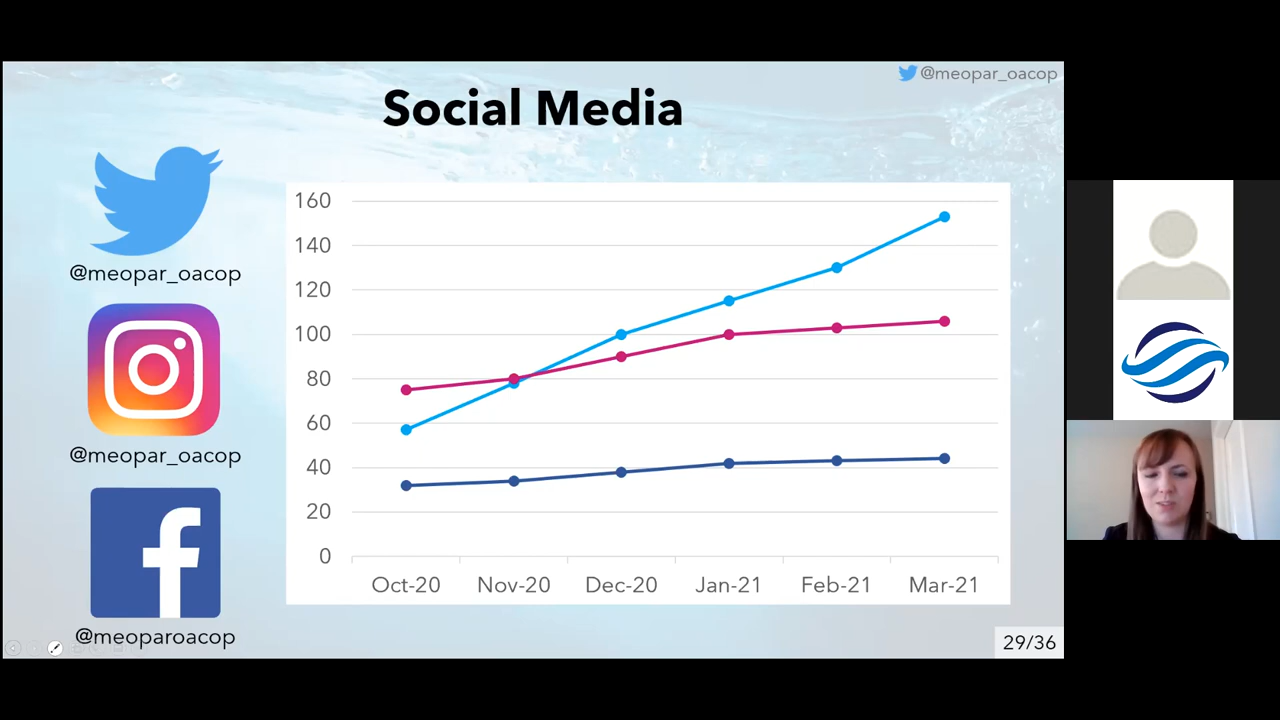 @meopar_oacop
Social Media
@meopar_oacop
@meopar_oacop
@meoparoacop
160
140
120
100
80
60
40
20
0
Oct-20 Nov-20 Dec-20 Jan-21 Feb-21 Mar-21
29/36